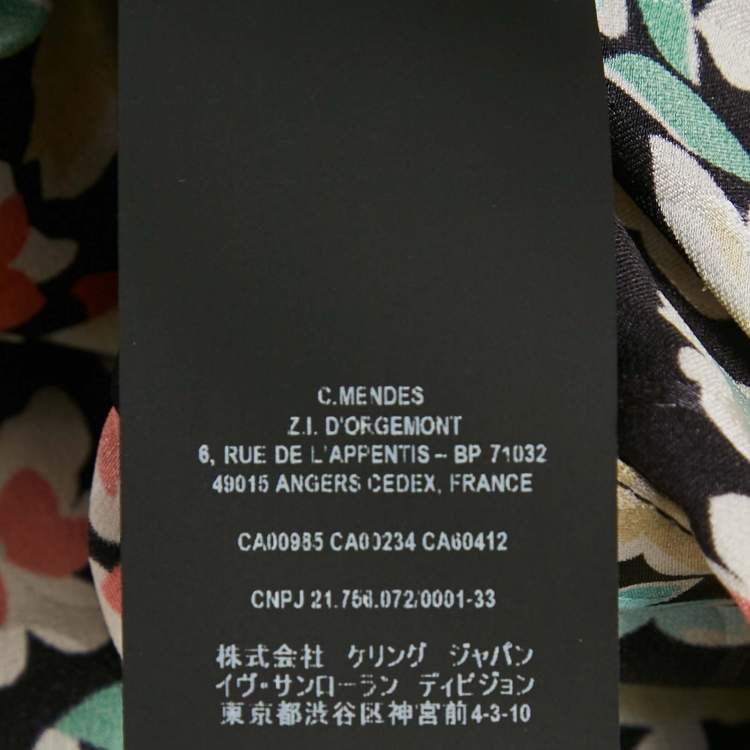 C.MENDES
Z.I. D'ORGEMONT
6, RUE DE L'APPENTIS – BP 71032
49015 ANGERS CEDEX, FRANCE
CA00985 CA00234 CA60412
CNPJ 21.756.072/0001-33
株式会社 ケリング ジャパン
イヴ・サンローラン ディビジョン
東京都渋谷区神宮前4-3-10